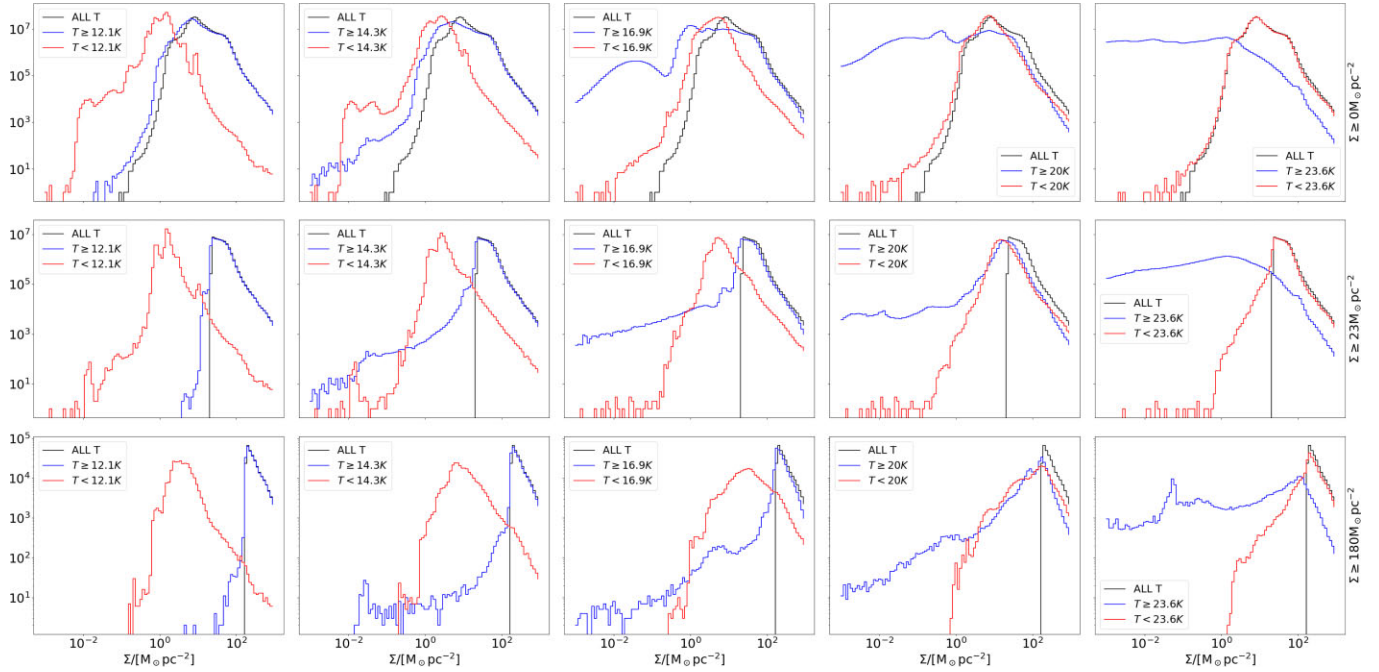 10⁷
10⁵
10³
10¹
ALL T
T ≥ 12.1K
T < 12.1K
ALL T
T ≥ 14.3K
T < 14.3K
ALL T
T ≥ 16.9K
T < 16.9K
ALL T
T ≥ 20K
T < 20K
ALL T
T ≥ 23.6K
T < 23.6K
Σ ≥ 0M⊙pc⁻²
10⁷
10⁵
10³
10¹
ALL T
T ≥ 12.1K
T < 12.1K
ALL T
T ≥ 14.3K
T < 14.3K
ALL T
T ≥ 16.9K
T < 16.9K
ALL T
T ≥ 20K
T < 20K
ALL T
T ≥ 23.6K
T < 23.6K
Σ ≥ 23M⊙pc⁻²
10⁵
10⁴
10³
10²
10¹
ALL T
T ≥ 12.1K
T < 12.1K
ALL T
T ≥ 14.3K
T < 14.3K
ALL T
T ≥ 16.9K
T < 16.9K
ALL T
T ≥ 20K
T < 20K
ALL T
T ≥ 23.6K
T < 23.6K
Σ ≥ 180M⊙pc⁻²
10⁻² 10⁰ 10² 10⁻² 10⁰ 10² 10⁻² 10⁰ 10² 10⁻² 10⁰ 10² 10⁻² 10⁰ 10²
Σ/[M⊙pc⁻²] Σ/[M⊙pc⁻²] Σ/[M⊙pc⁻²] Σ/[M⊙pc⁻²] Σ/[M⊙pc⁻²]